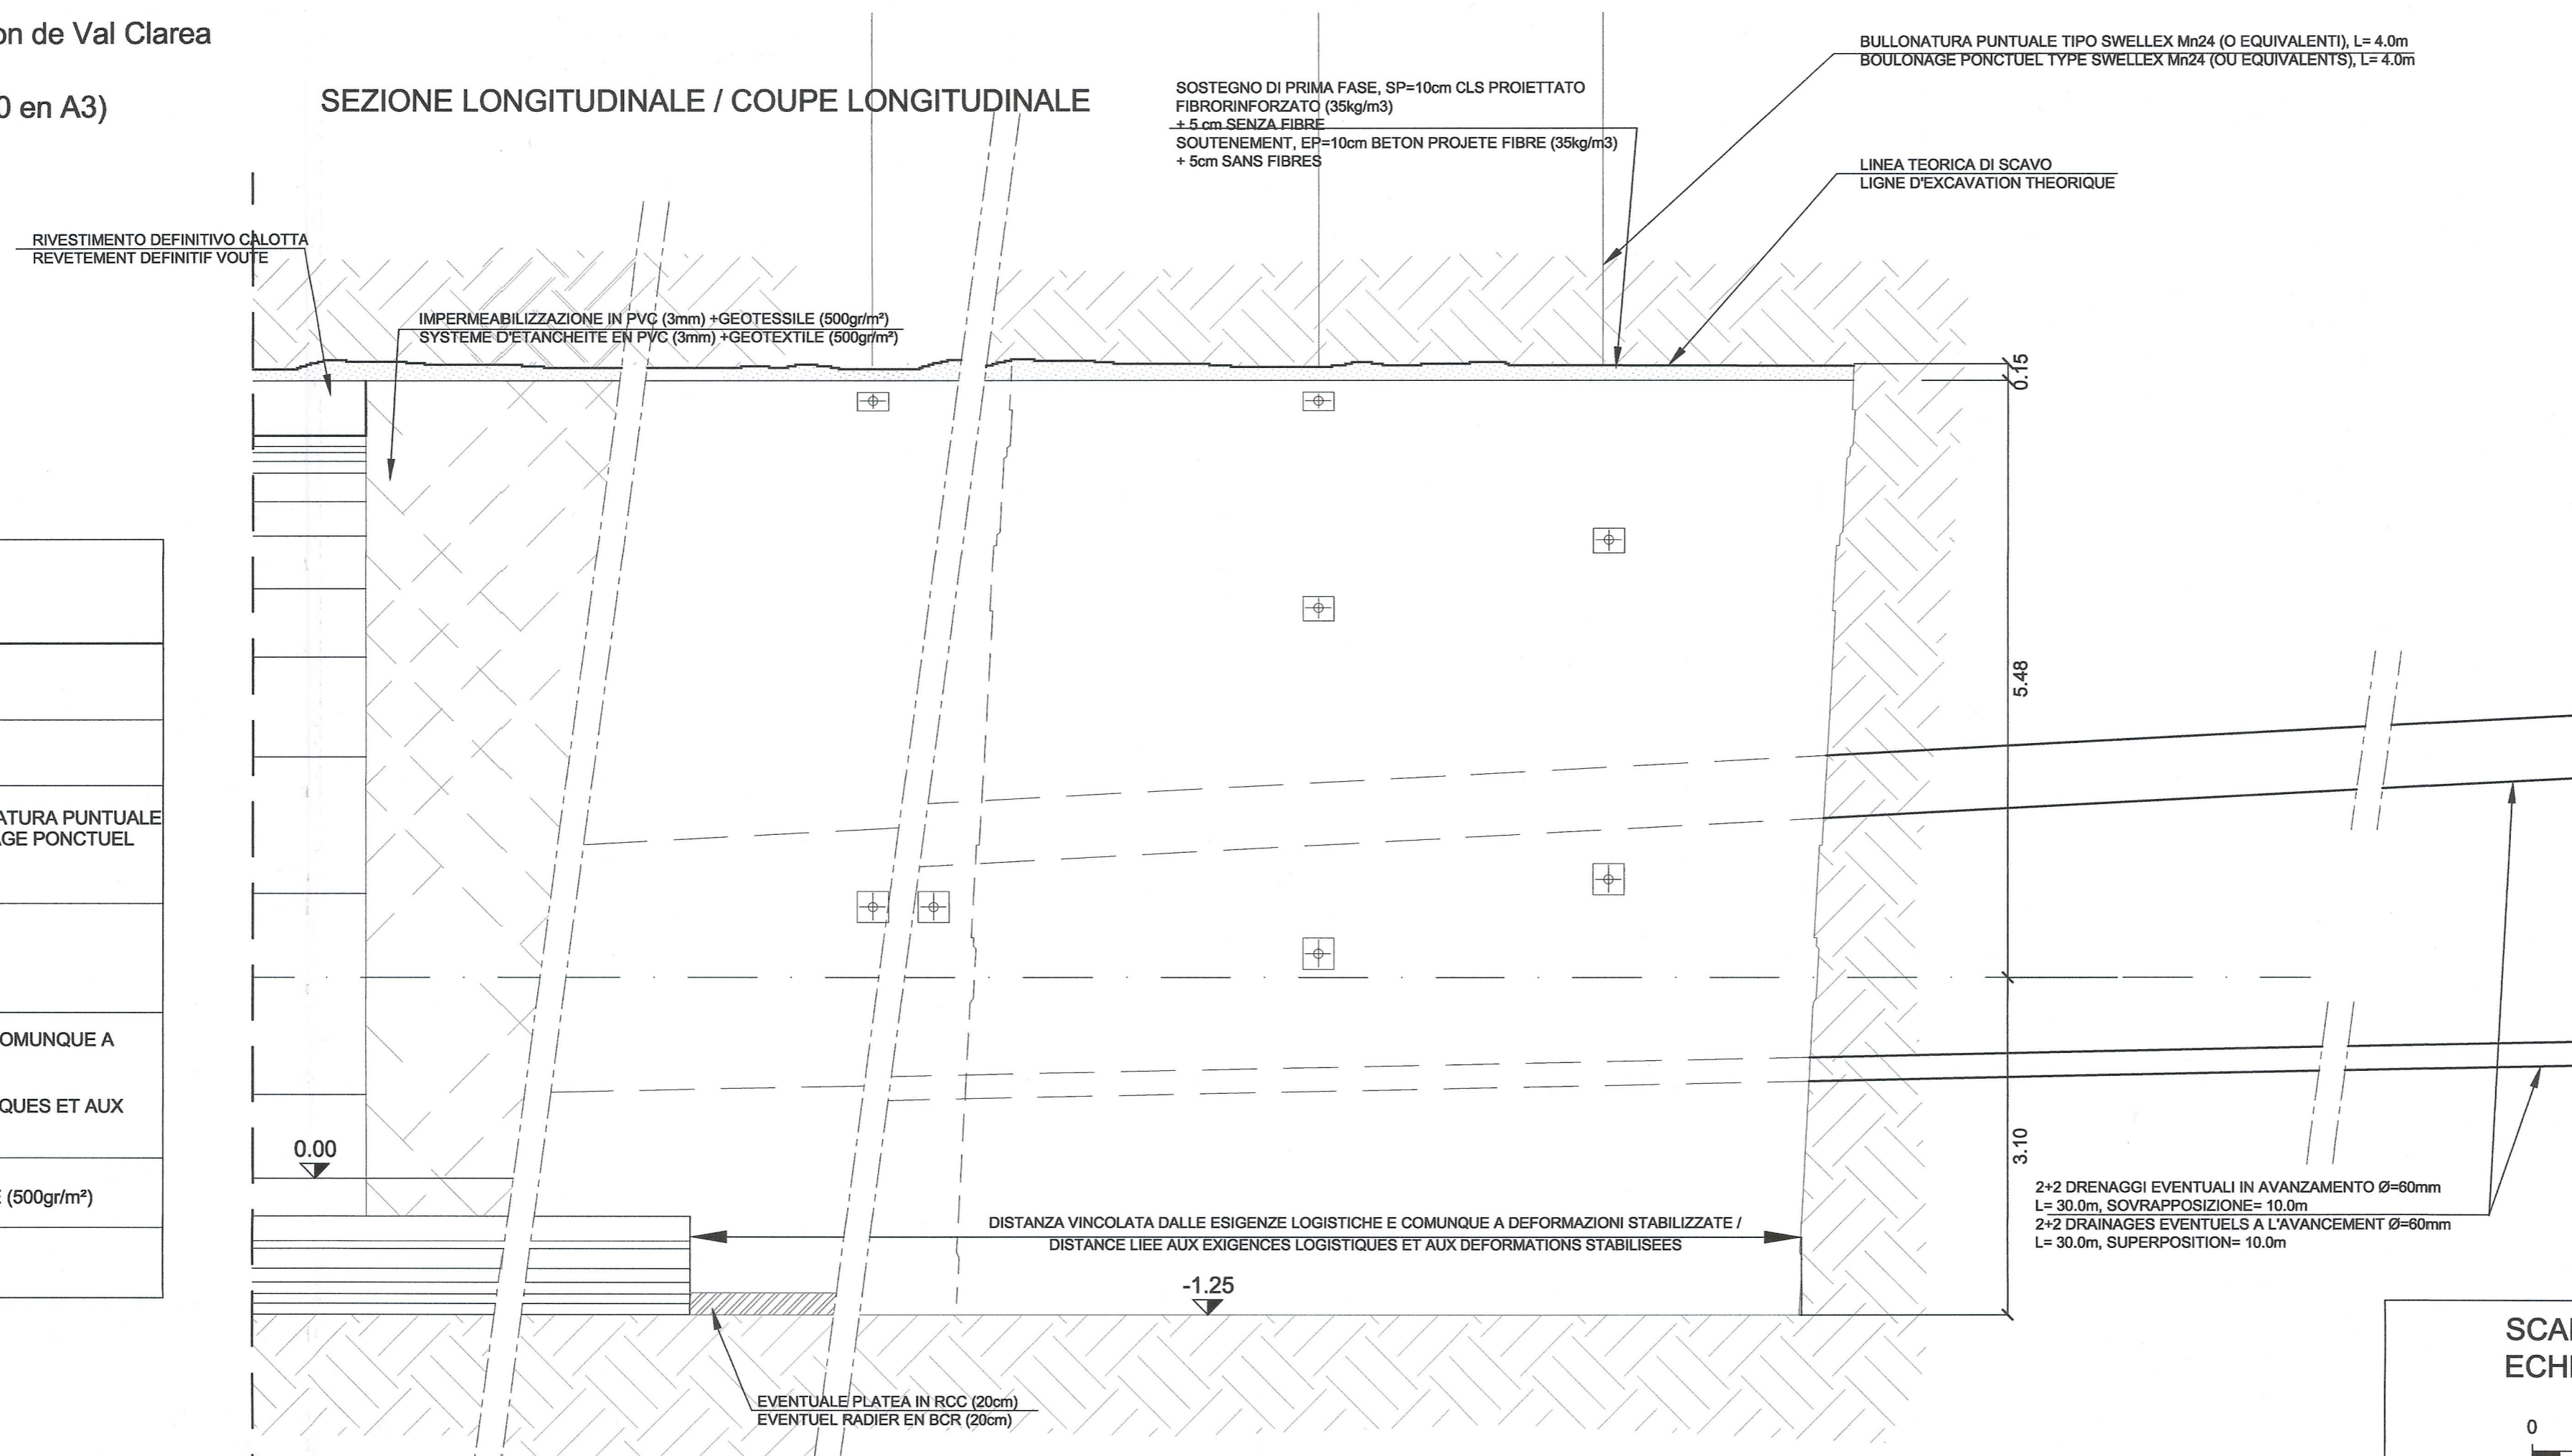 on de Val Clarea
0 en A3)
SEZIONE LONGITUDINALE / COUPE LONGITUDINALE
BULLONATURA PUNTUALE TIPO SWELLEX Mn24 (O EQUIVALENTI), L= 4.0m
BOULONAGE PONCTUEL TYPE SWELLEX Mn24 (OU EQUIVALENTS), L= 4.0m
SOSTEGNO DI PRIMA FASE, SP=10cm CLS PROIETTATO
FIBRORINFORZATO (35kg/m3)
+ 5 cm SENZA FIBRE
SOUTENEMENT, EP=10cm BETON PROJETE FIBRE (35kg/m3)
+ 5cm SANS FIBRES
LINEA TEORICA DI SCAVO
LIGNE D'EXCAVATION THEORIQUE
RIVESTIMENTO DEFINITIVO CALOTTA
REVETEMENT DEFINITIF VOUTE
IMPERMEABILIZZAZIONE IN PVC (3mm) +GEOTESSILE (500gr/m²)
SYSTEME D'ETANCHEITE EN PVC (3mm) +GEOTEXTILE (500gr/m²)
0.15
5.48
3.10
ATURA PUNTUALE
AGE PONCTUEL
OMUNQUE A
QUES ET AUX
E (500gr/m²)
0.00
DISTANZA VINCOLATA DALLE ESIGENZE LOGISTICHE E COMUNQUE A DEFORMAZIONI STABILIZZATE /
DISTANCE LIEE AUX EXIGENCES LOGISTIQUES ET AUX DEFORMATIONS STABILISEES
-1.25
2+2 DRENAGGI EVENTUALI IN AVANZAMENTO Ø=60mm
L= 30.0m, SOVRAPPOSIZIONE= 10.0m
2+2 DRAINAGES EVENTUELS A L'AVANCEMENT Ø=60mm
L= 30.0m, SUPERPOSITION= 10.0m
EVENTUALE PLATEA IN RCC (20cm)
EVENTUEL RADIER EN BCR (20cm)
SCA
ECH
0